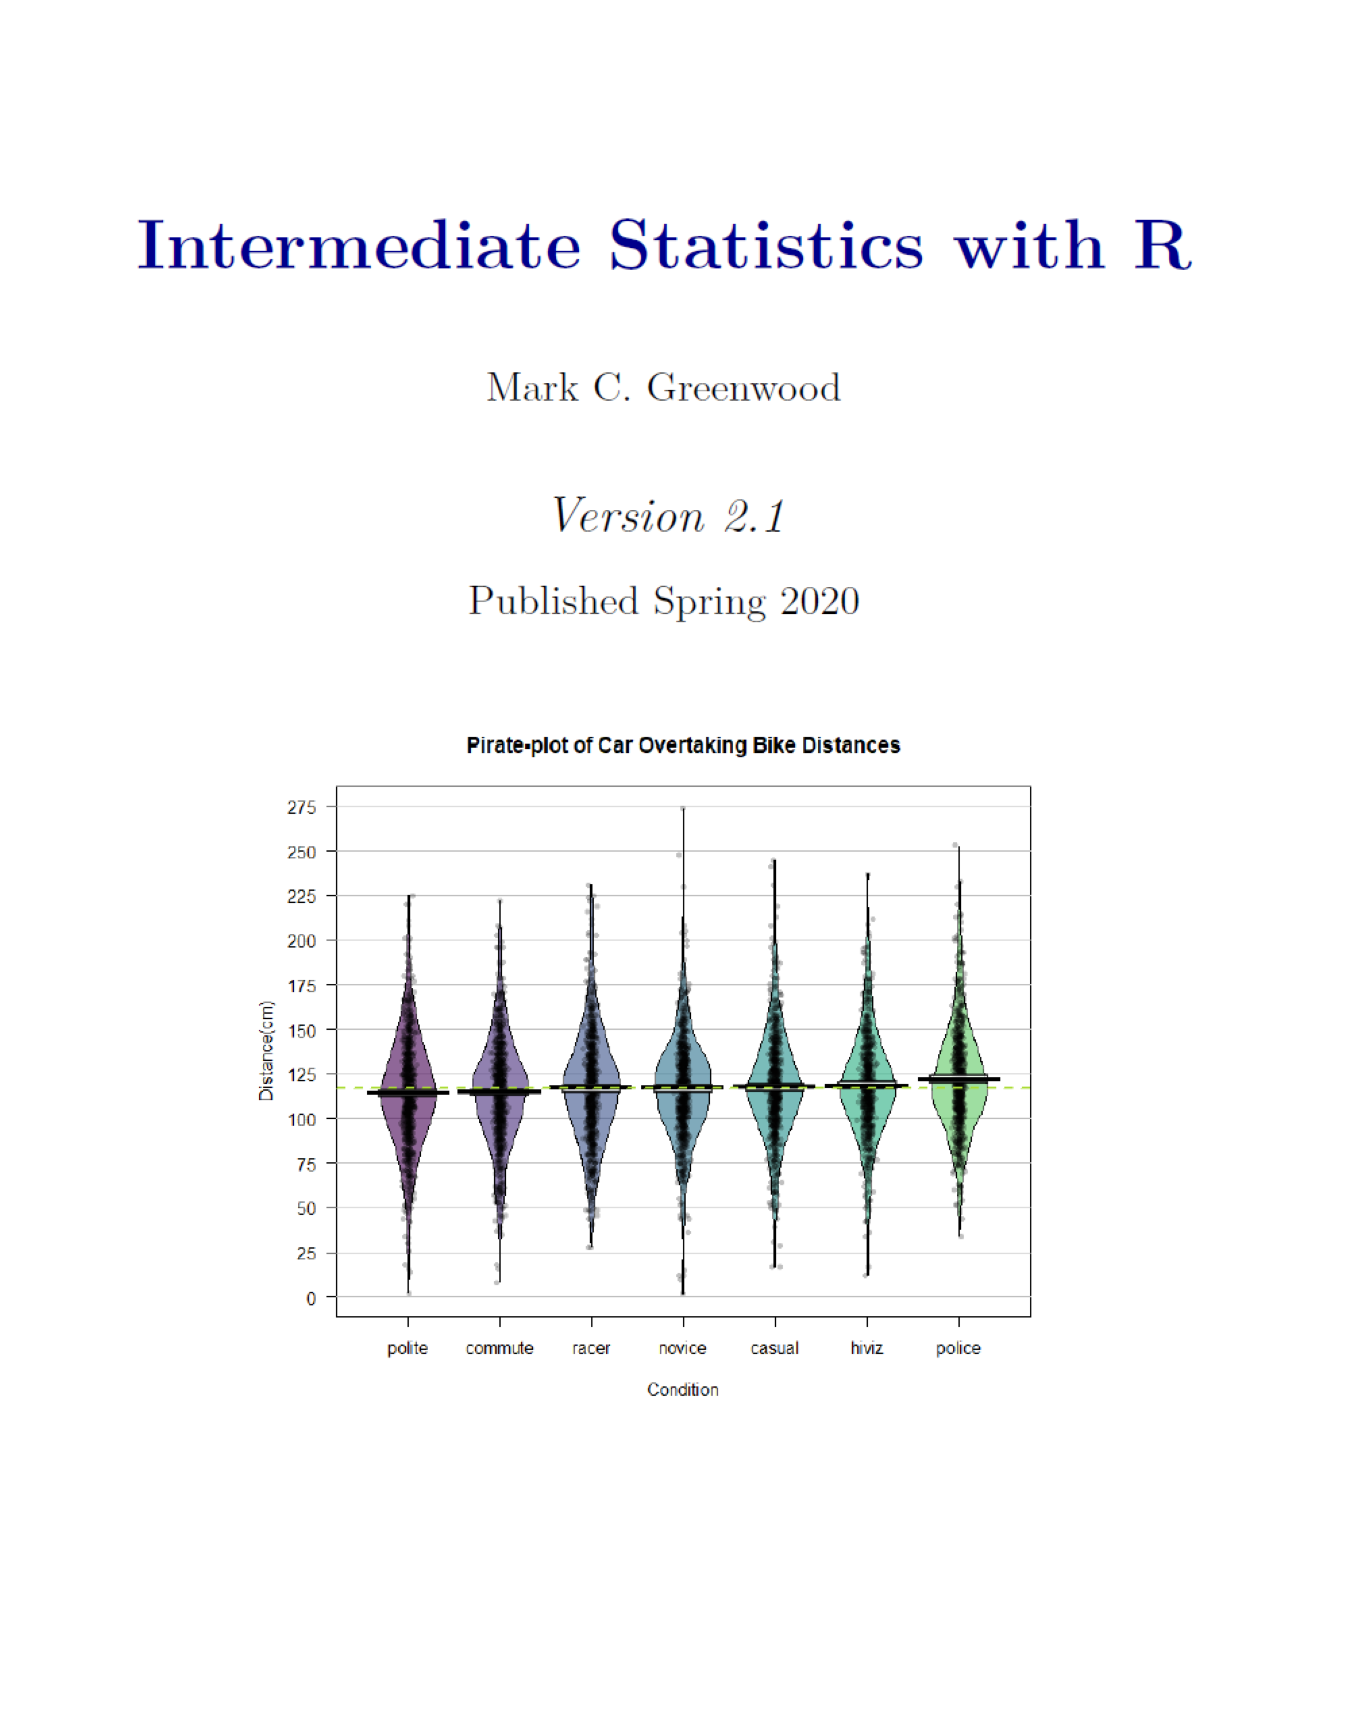 Intermediate Statistics with R
Mark C. Greenwood
Version 2.1
Published Spring 2020
Pirate-plot of Car Overtaking Bike Distances
275
250
225
200
175
150
125
100
75
50
25
0
Distance(cm)
polite commute racer novice casual hiviz police
Condition